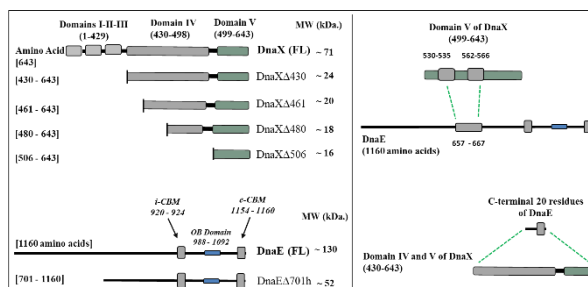 Domains I-II-III
(1-429)
Domain IV
(430-498)
Domain V
(499-643)
MW (kDa.)
Amino Acid
[643]
DnaX (FL)
~ 71
[430 - 643]
DnaXΔ430
~ 24
[461 - 643]
DnaXΔ461
~ 20
[480 - 643]
DnaXΔ480
~ 18
[506 - 643]
DnaXΔ506
~ 16
i-CBM
920 - 924
c-CBM
1154 - 1160
OB Domain
988 - 1092
MW (kDa.)
[1160 amino acids]
DnaE (FL)
~ 130
[701 - 1160]
DnaEΔ701h
~ 52
Domain V of DnaX
(499-643)
530-535
562-566
DnaE
(1160 amino acids)
657 - 667
C-terminal 20 residues
of DnaE
Domain IV and V of DnaX
(430-643)